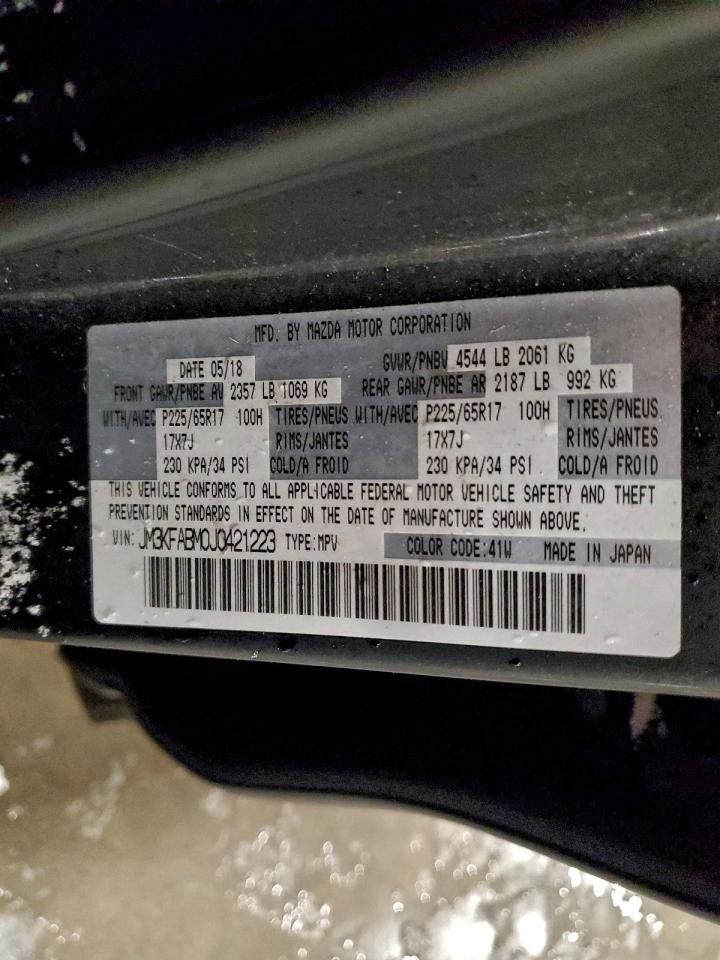 MFD. BY MAZDA MOTOR CORPORATION
DATE 05/18 GVWR/PNBV 4544 LB 2061 KG
FRONT GAWR/PNBE AV 2357 LB 1069 KG REAR GAWR/PNBE AR 2187 LB 992 KG
WITH/AVEC P225/65R17 100H TIRES/PNEUS WITH/AVEC P225/65R17 100H TIRES/PNEUS
17X7J RIMS/JANTES 17X7J RIMS/JANTES
230 KPA/34 PSI COLD/A FROID 230 KPA/34 PSI COLD/A FROID
THIS VEHICLE CONFORMS TO ALL APPLICABLE FEDERAL MOTOR VEHICLE SAFETY AND THEFT
PREVENTION STANDARDS IN EFFECT ON THE DATE OF MANUFACTURE SHOWN ABOVE.
VIN: JM3KFABM0J0421223 TYPE:MPV COLOR CODE:41W MADE IN JAPAN